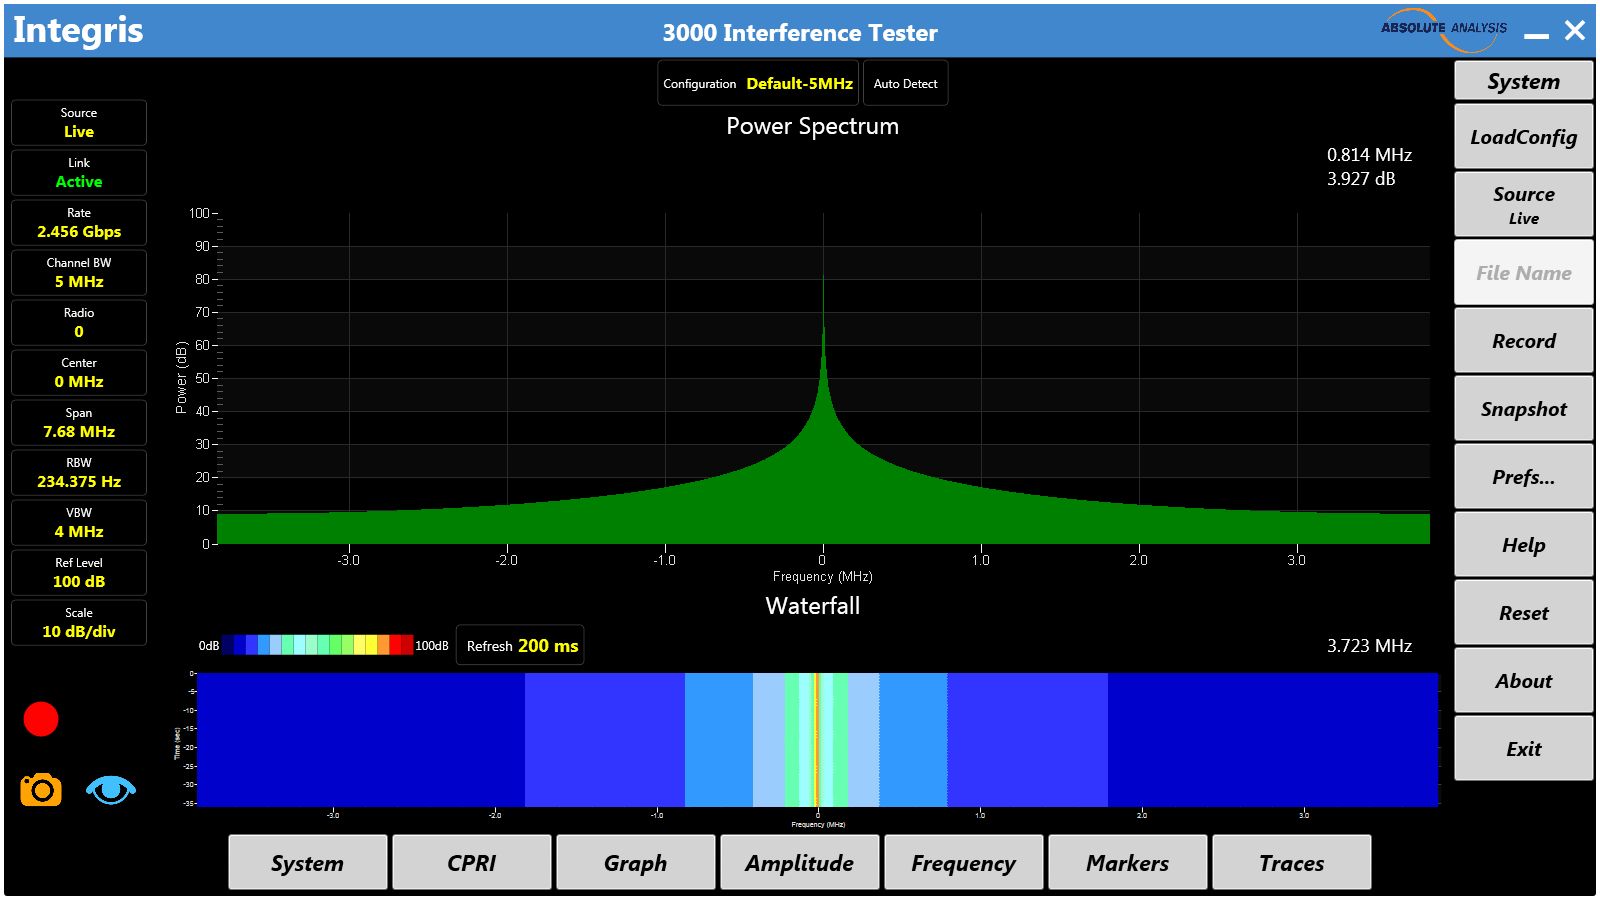 Integris
3000 Interference Tester
ABSOLUTE ANALYSIS
Configuration Default-5MHz
Auto Detect
Source
Live
Link
Active
Rate
2.456 Gbps
Channel BW
5 MHz
Radio
0
Center
0 MHz
Span
7.68 MHz
RBW
234.375 Hz
VBW
4 MHz
Ref Level
100 dB
Scale
10 dB/div
Power Spectrum
0.814 MHz
3.927 dB
100
90
80
70
60
50
40
30
20
10
0
Power (dB)
-3.0 -2.0 -1.0 0 1.0 2.0 3.0
Frequency (MHz)
Waterfall
0dB 100dB
Refresh 200 ms
3.723 MHz
0
-5
-10
-15
-20
-25
-30
-35
Time (sec)
-3.0 -2.0 -1.0 0 1.0 2.0 3.0
Frequency (MHz)
System
LoadConfig
Source
Live
File Name
Record
Snapshot
Prefs...
Help
Reset
About
Exit
System CPRI Graph Amplitude Frequency Markers Traces